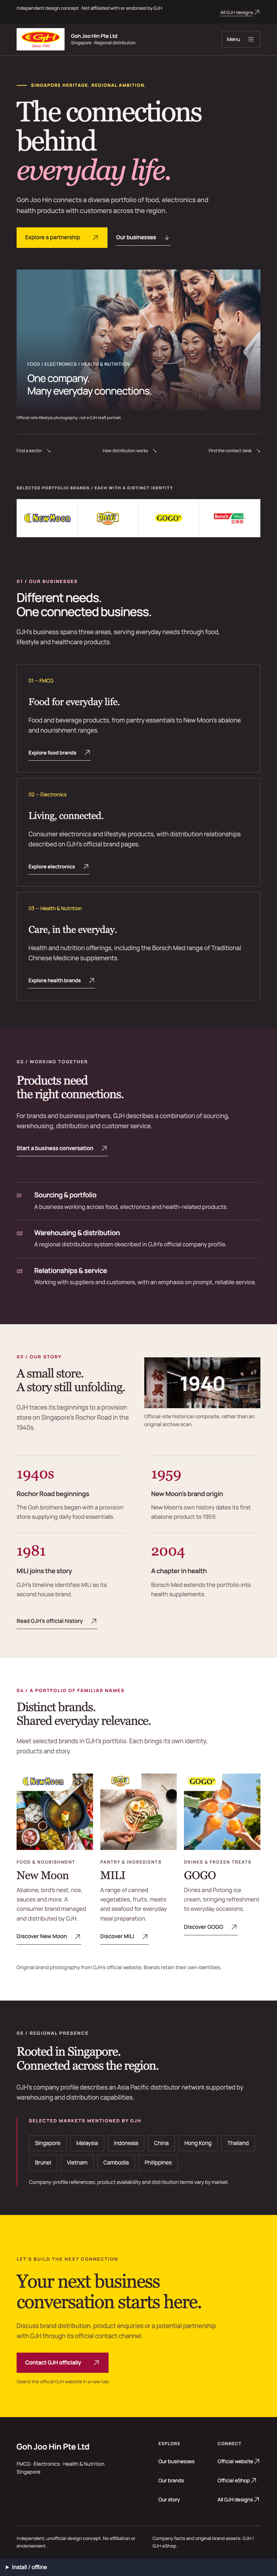 Independent design concept · Not affiliated with or endorsed by GJH
All GJH designs
GJH
Since 1940
Goh Joo Hin Pte Ltd
Singapore · Regional distribution
Menu
SINGAPORE HERITAGE. REGIONAL AMBITION.
The connections
behind
everyday life.
Goh Joo Hin connects a diverse portfolio of food, electronics and
health products with customers across the region.
Explore a partnership
Our businesses
FOOD / ELECTRONICS / HEALTH & NUTRITION
One company.
Many everyday connections.
Official-site lifestyle photography; not a GJH staff portrait.
Find a sector
How distribution works
Find the contact desk
SELECTED PORTFOLIO BRANDS / EACH WITH A DISTINCT IDENTITY
New Moon
MILI
GOGO
Borsch Med
01 / OUR BUSINESSES
Different needs.
One connected business.
GJH's business spans three areas, serving everyday needs through food,
lifestyle and healthcare products.
01 — FMCG
Food for everyday life.
Food and beverage products, from pantry essentials to New Moon's abalone
and nourishment ranges.
Explore food brands
02 — Electronics
Living, connected.
Consumer electronics and lifestyle products, with distribution relationships
described on GJH's official brand pages.
Explore electronics
03 — Health & Nutrition
Care, in the everyday.
Health and nutrition offerings, including the Borsch Med range of Traditional
Chinese Medicine supplements.
Explore health brands
02 / WORKING TOGETHER
Products need
the right connections.
For brands and business partners, GJH describes a combination of sourcing,
warehousing, distribution and customer service.
Start a business conversation
01
Sourcing & portfolio
A business working across food, electronics and health-related products.
02
Warehousing & distribution
A regional distribution system described in GJH's official company profile.
03
Relationships & service
Working with suppliers and customers, with an emphasis on prompt, reliable service.
03 / OUR STORY
A small store.
A story still unfolding.
GJH traces its beginnings to a provision
store on Singapore's Rochor Road in the
1940s.
1940
Official-site historical composite, rather than an
original archive scan.
1940s
Rochor Road beginnings
The Goh brothers began with a provision
store supplying daily food essentials.
1959
New Moon's brand origin
New Moon's own history dates its first
abalone product to 1959.
1981
MILI joins the story
GJH's timeline identifies MILI as its
second house brand.
2004
A chapter in health
Borsch Med extends the portfolio into
health supplements.
Read GJH's official history
04 / A PORTFOLIO OF FAMILIAR NAMES
Distinct brands.
Shared everyday relevance.
Meet selected brands in GJH's portfolio. Each brings its own identity,
products and story.
New Moon
MILI
GOGO
FOOD & NOURISHMENT
New Moon
Abalone, bird's nest, rice,
sauces and more. A
consumer brand managed
and distributed by GJH.
Discover New Moon
PANTRY & INGREDIENTS
MILI
A range of canned
vegetables, fruits, meats
and seafood for everyday
meal preparation.
Discover MILI
DRINKS & FROZEN TREATS
GOGO
Drinks and Potong ice
cream, bringing refreshment
to everyday occasions.
Discover GOGO
Original brand photography from GJH's official website. Brands retain their own identities.
05 / REGIONAL PRESENCE
Rooted in Singapore.
Connected across the region.
GJH's company profile describes an Asia Pacific distributor network supported by
warehousing and distribution capabilities.
SELECTED MARKETS MENTIONED BY GJH
Singapore
Malaysia
Indonesia
China
Hong Kong
Thailand
Brunei
Vietnam
Cambodia
Philippines
Company-profile references; product availability and distribution terms vary by market.
LET'S BUILD THE NEXT CONNECTION
Your next business
conversation starts here.
Discuss brand distribution, product enquiries or a potential partnership
with GJH through its official contact channel.
Contact GJH officially
Opens the official GJH website in a new tab.
Goh Joo Hin Pte Ltd
FMCG · Electronics · Health & Nutrition
Singapore
EXPLORE
Our businesses
Our brands
Our story
CONNECT
Official website
Official eShop
All GJH designs
Independent, unofficial design concept. No affiliation or
endorsement.
Company facts and original brand assets: GJH /
GJH eShop.
Install / offline